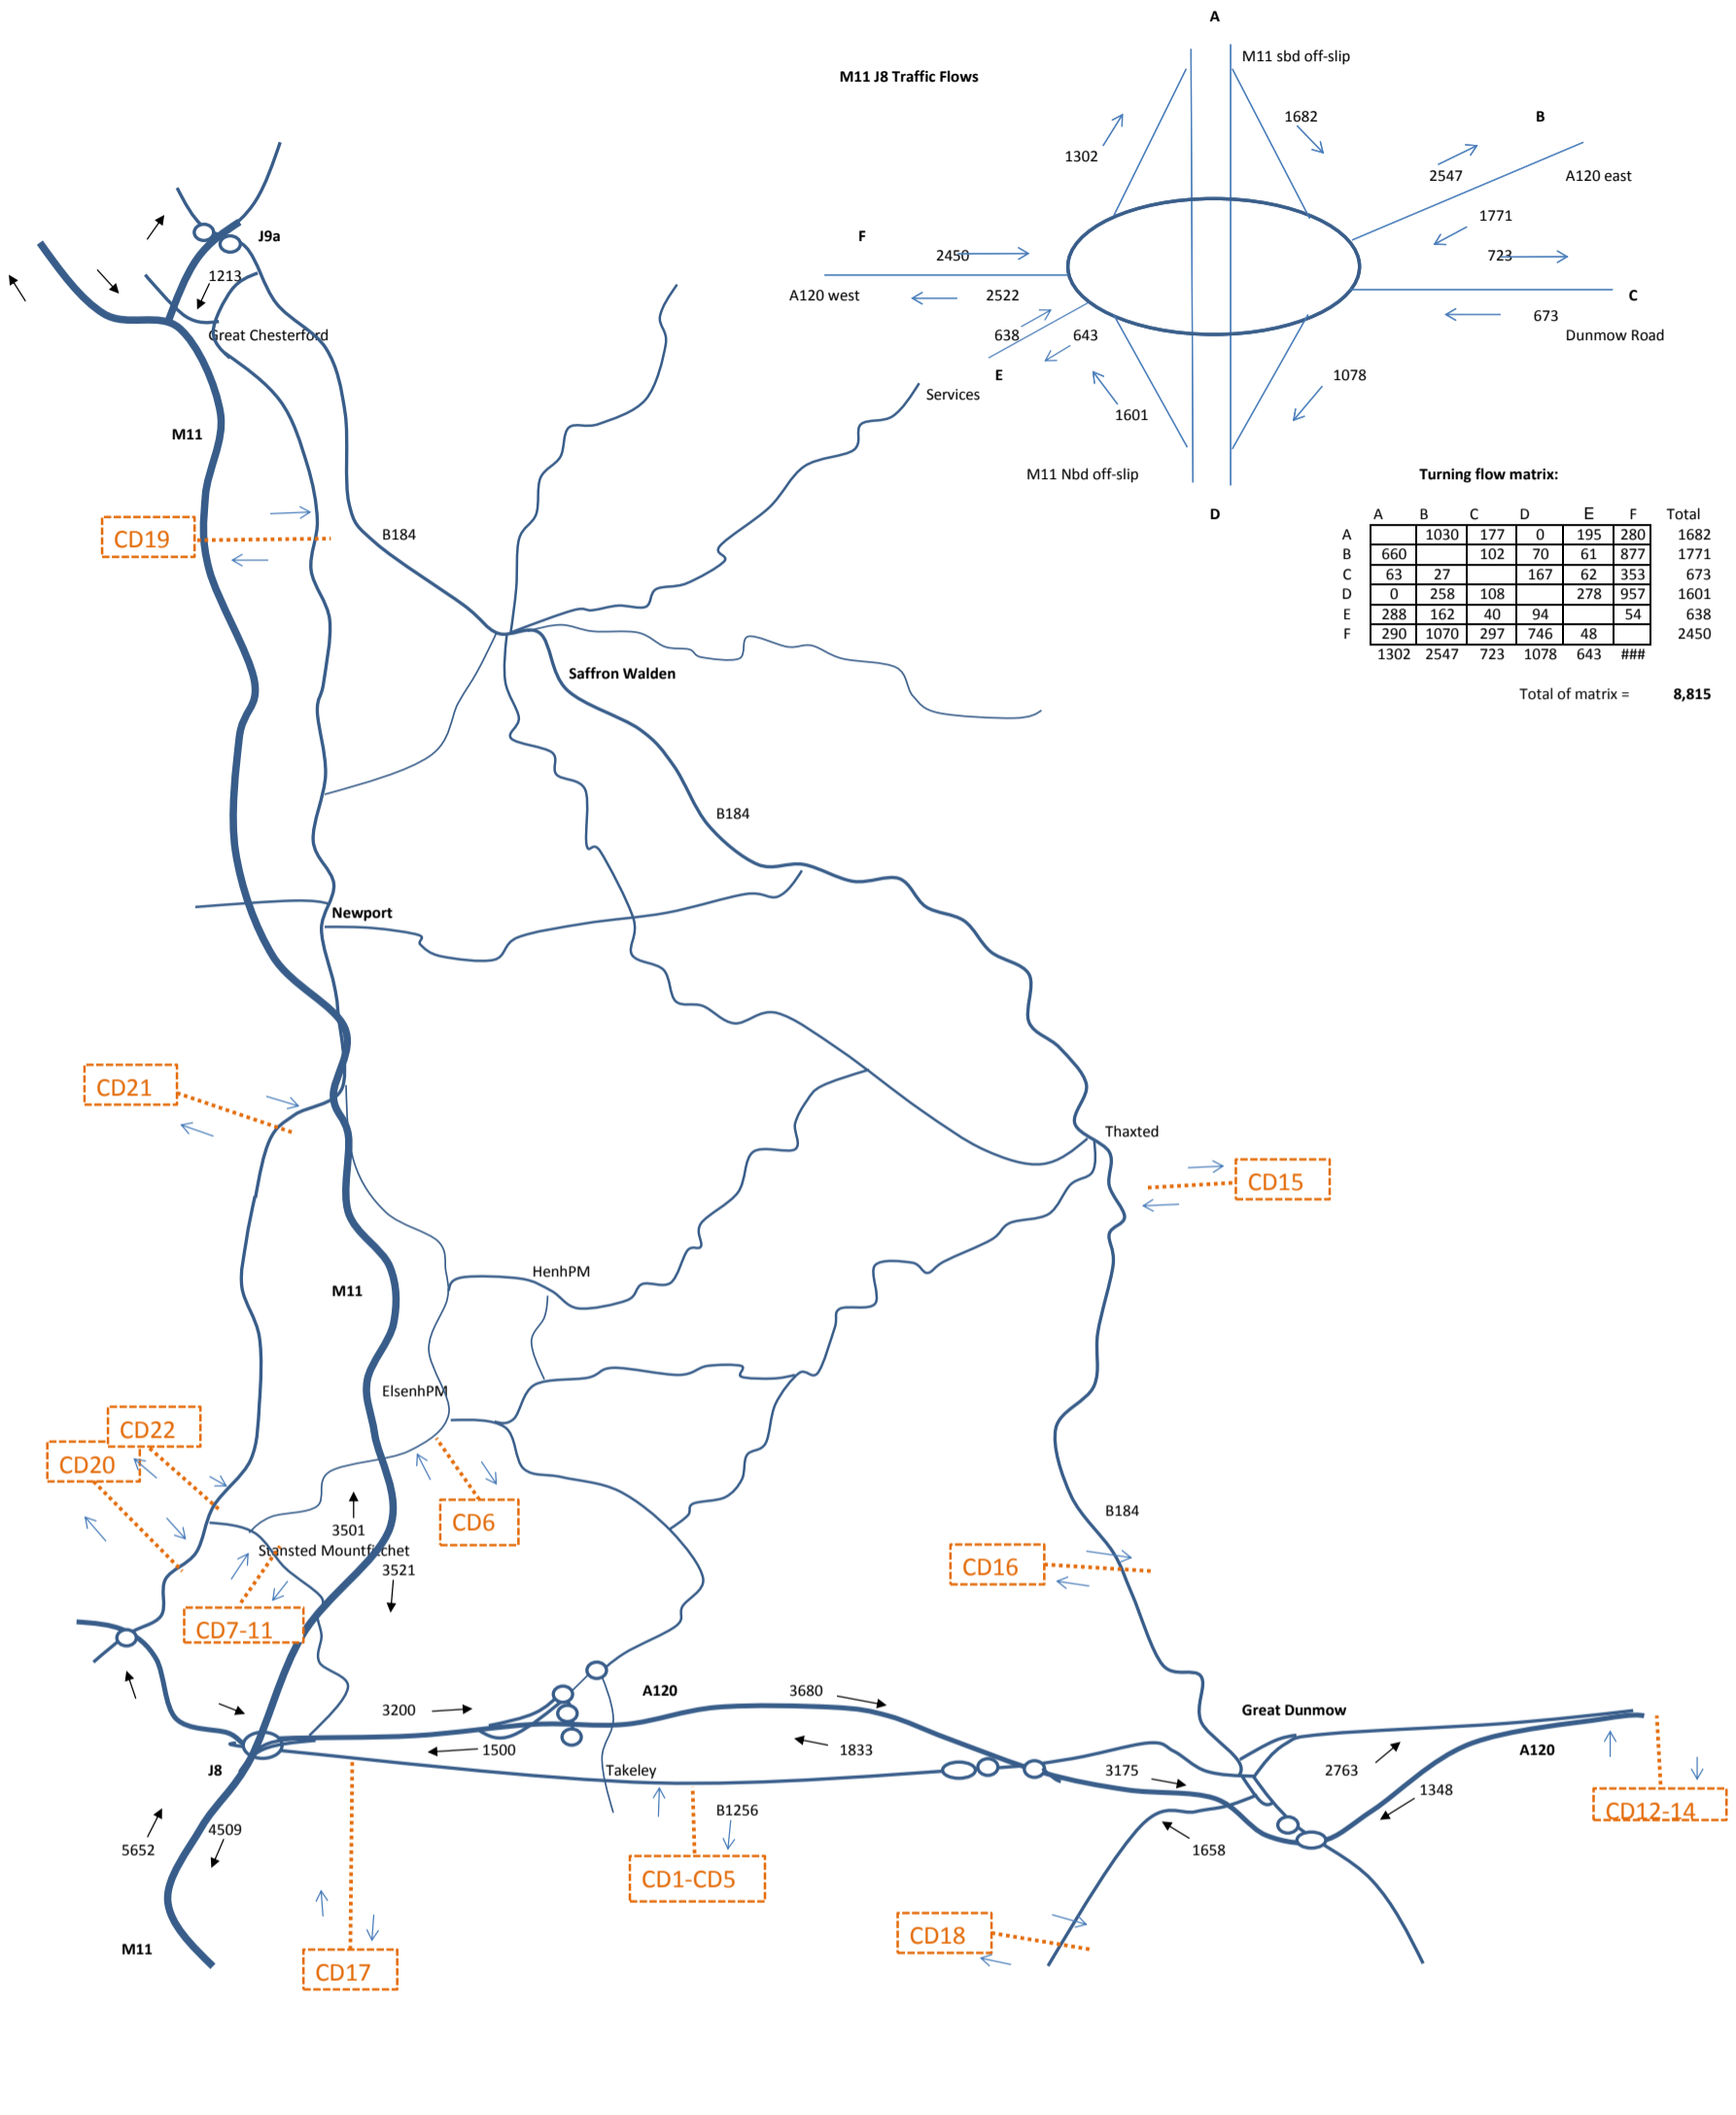 A
M11 sbd off-slip
M11 J8 Traffic Flows
1682
B
1302
2547
A120 east
1771
F
2450
723
A120 west
2522
C
673
638
643
Dunmow Road
E
1078
Services
1601
M11 Nbd off-slip
D
Turning flow matrix:
A B C D E F Total
A 1030 177 0 195 280 1682
B 660 102 70 61 877 1771
C 63 27 167 62 353 673
D 0 258 108 278 957 1601
E 288 162 40 94 54 638
F 290 1070 297 746 48 2450
1302 2547 723 1078 643 ###
Total of matrix = 8,815
J9a
1213
Great Chesterford
M11
CD19
B184
Saffron Walden
B184
Newport
CD21
Thaxted
CD15
HenhPM
M11
ElsenhPM
CD22
CD20
CD6
3501
Stansted Mountfitchet
3521
B184
CD16
CD7-11
A120
3680
3200
Great Dunmow
1500
1833
A120
J8
Takeley
3175
2763
1348
CD12-14
B1256
5652
4509
1658
CD1-CD5
CD18
M11
CD17